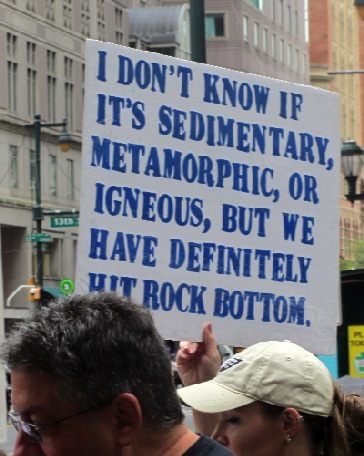 I DON'T KNOW IF
IT'S SEDIMENTARY,
METAMORPHIC, OR
IGNEOUS, BUT WE
HAVE DEFINITELY
HIT ROCK BOTTOM.
13th